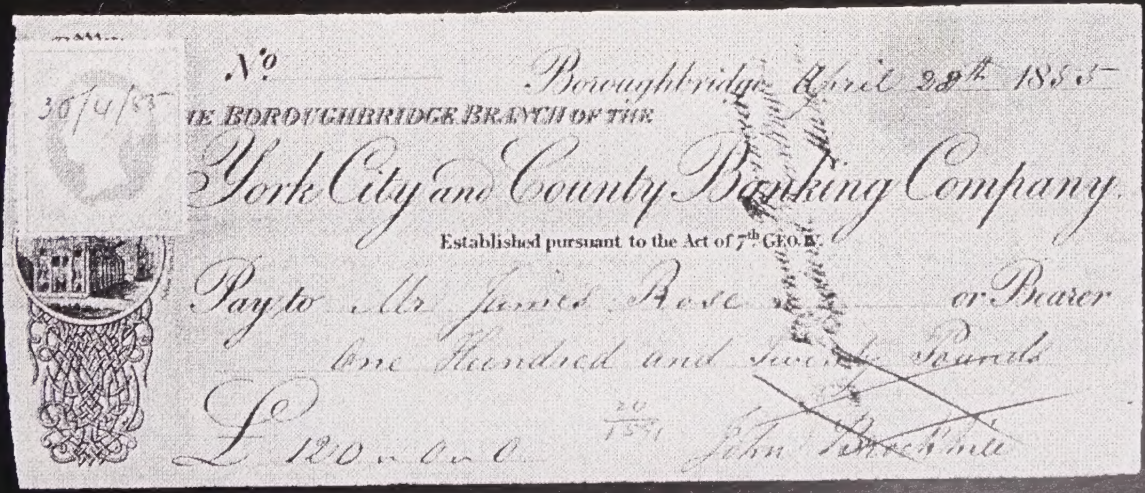 No Boroughbridge April 28th 1855
30/4/55
HE BOROUGHBRIDGE BRANCH OF THE
York City and County Banking Company.
Established pursuant to the Act of 7th GEO. IV.
Pay to Mr James Rose or Bearer
One Hundred and Twenty Pounds
£ 120 - 0 - 0
20
John